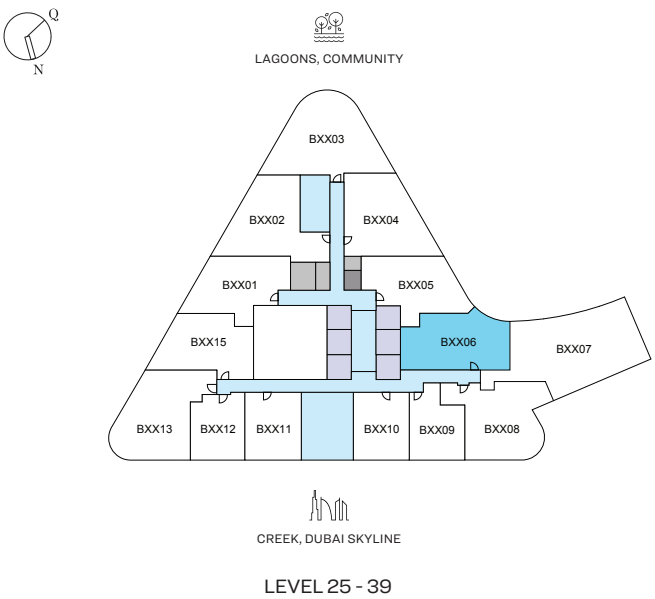 Q
N
LAGOONS, COMMUNITY
BXX03
BXX02
BXX04
BXX01
BXX05
BXX15
BXX06
BXX07
BXX13
BXX12
BXX11
BXX10
BXX09
BXX08
CREEK, DUBAI SKYLINE
LEVEL 25 - 39